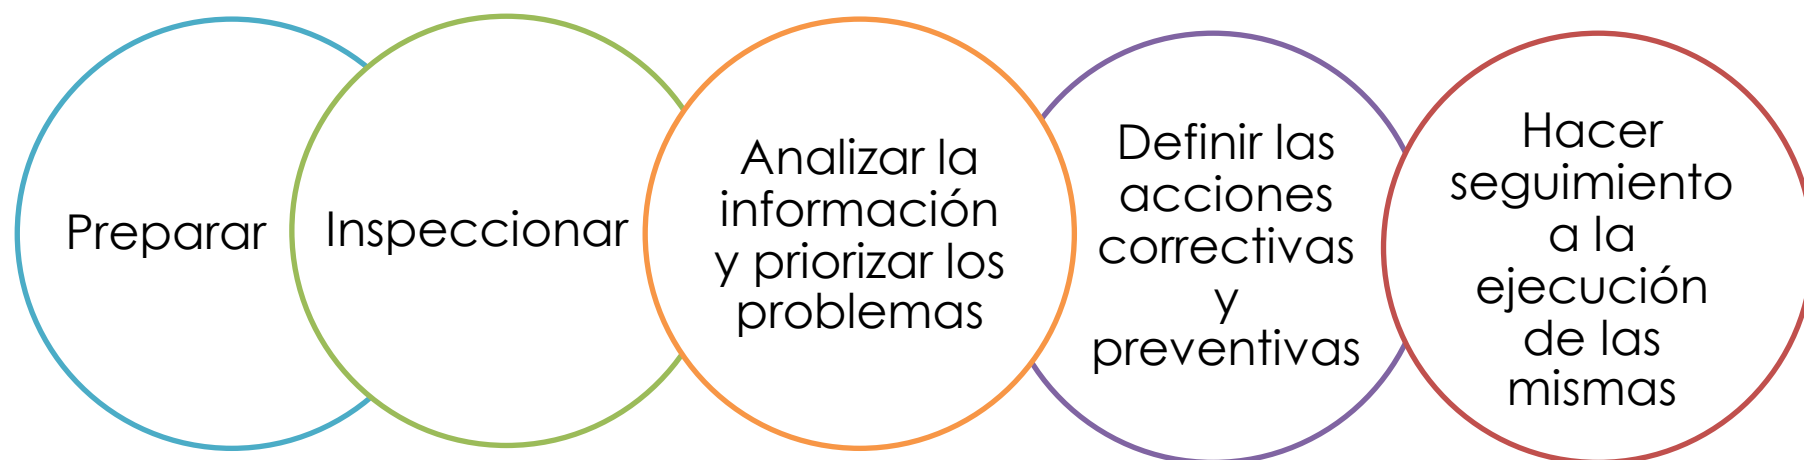 Preparar
Inspeccionar
Analizar la
información
y priorizar los
problemas
Definir las
acciones
correctivas
y
preventivas
Hacer
seguimiento
a la
ejecución
de las
mismas